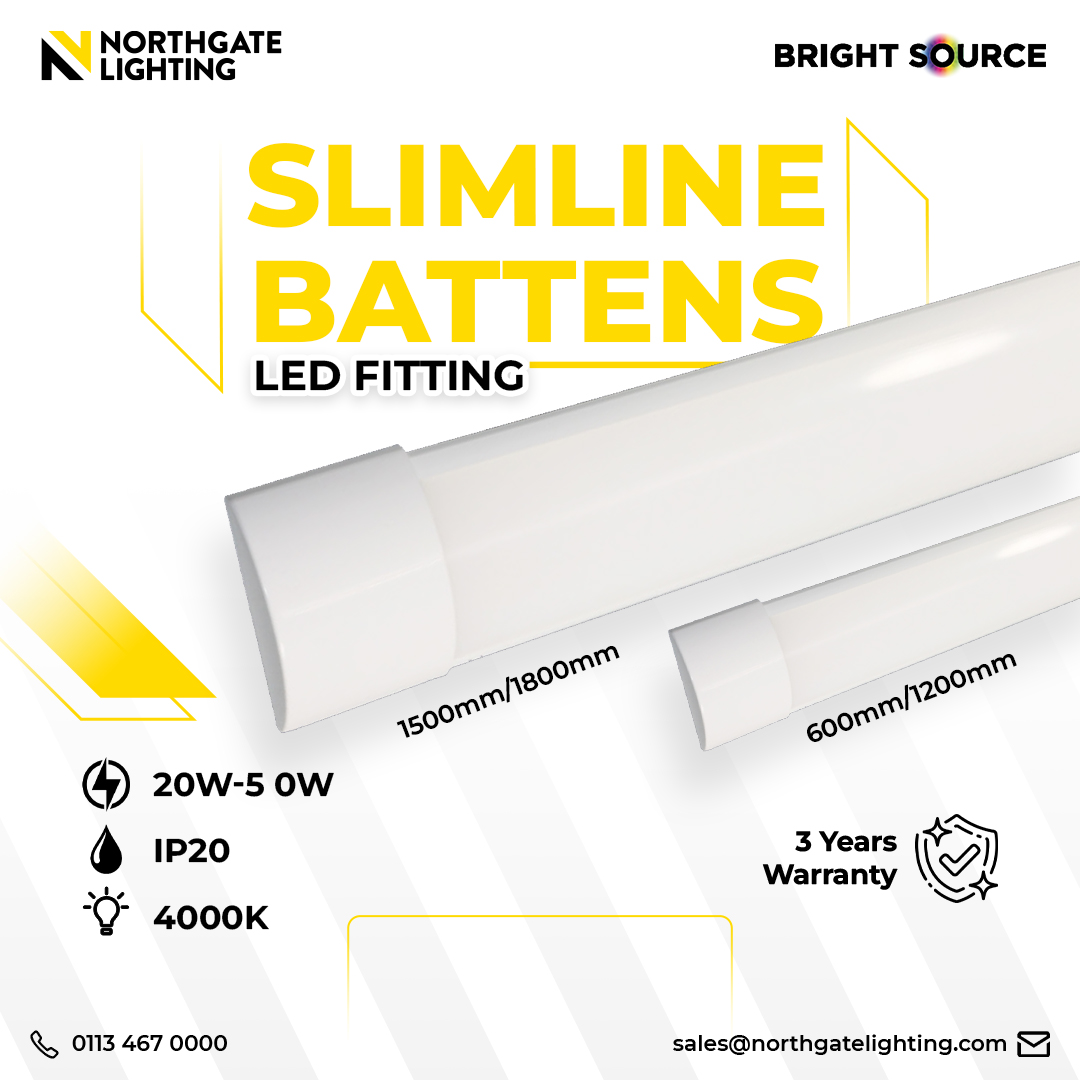 NORTHGATE
LIGHTING
BRIGHT SOURCE
SLIMLINE
BATTENS
LED FITTING
1500mm/1800mm
600mm/1200mm
20W-5 0W
IP20
4000K
3 Years
Warranty
0113 467 0000
sales@northgatelighting.com